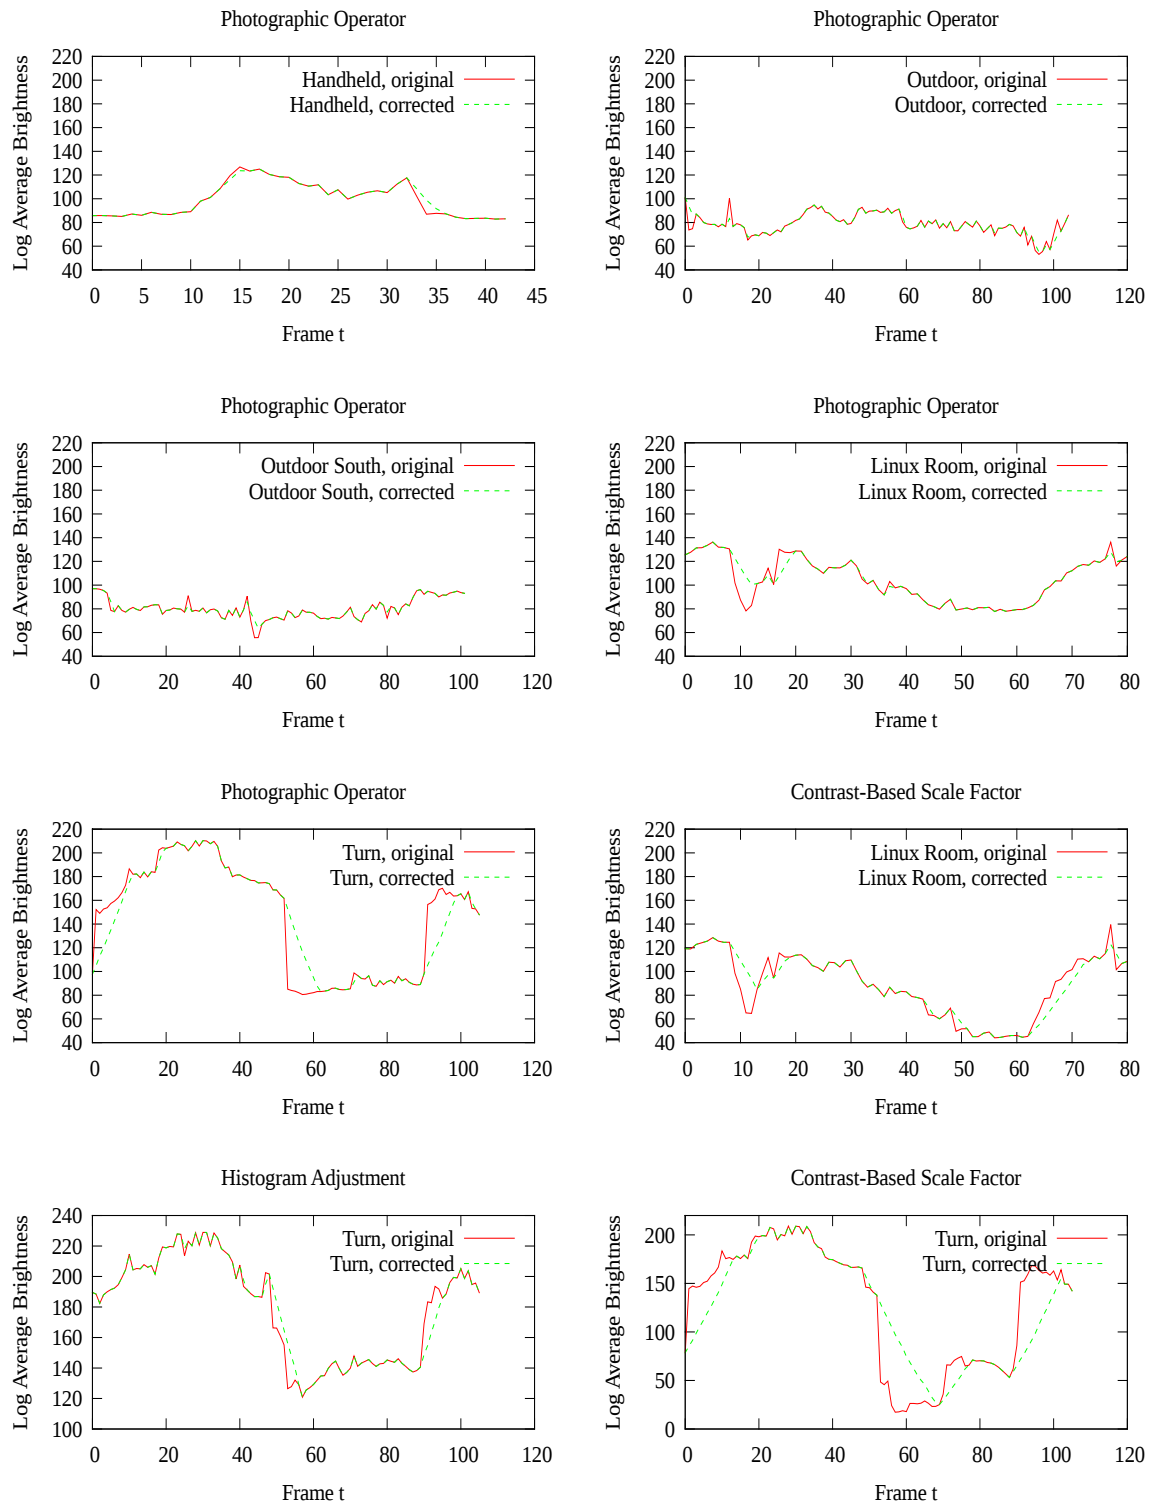 Photographic Operator
Log Average Brightness
220
200
180
160
140
120
100
80
60
40
Handheld, original
Handheld, corrected
0 5 10 15 20 25 30 35 40 45
Frame t
Photographic Operator
Log Average Brightness
220
200
180
160
140
120
100
80
60
40
Outdoor, original
Outdoor, corrected
0 20 40 60 80 100 120
Frame t
Photographic Operator
Log Average Brightness
220
200
180
160
140
120
100
80
60
40
Outdoor South, original
Outdoor South, corrected
0 20 40 60 80 100 120
Frame t
Photographic Operator
Log Average Brightness
220
200
180
160
140
120
100
80
60
40
Linux Room, original
Linux Room, corrected
0 10 20 30 40 50 60 70 80
Frame t
Photographic Operator
Log Average Brightness
220
200
180
160
140
120
100
80
60
40
Turn, original
Turn, corrected
0 20 40 60 80 100 120
Frame t
Contrast-Based Scale Factor
Log Average Brightness
220
200
180
160
140
120
100
80
60
40
Linux Room, original
Linux Room, corrected
0 10 20 30 40 50 60 70 80
Frame t
Histogram Adjustment
Log Average Brightness
240
220
200
180
160
140
120
100
Turn, original
Turn, corrected
0 20 40 60 80 100 120
Frame t
Contrast-Based Scale Factor
Log Average Brightness
200
150
100
50
0
Turn, original
Turn, corrected
0 20 40 60 80 100 120
Frame t